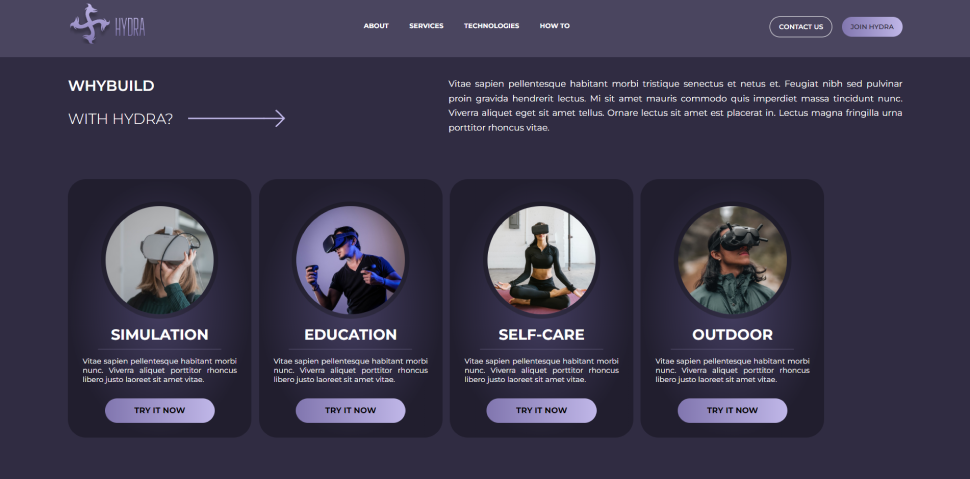 HYDRA
ABOUT
SERVICES
TECHNOLOGIES
HOW TO
CONTACT US
JOIN HYDRA
WHYBUILD
WITH HYDRA?
Vitae sapien pellentesque habitant morbi tristique senectus et netus et. Feugiat nibh sed pulvinar
proin gravida hendrerit lectus. Mi sit amet mauris commodo quis imperdiet massa tincidunt nunc.
Viverra aliquet eget sit amet tellus. Ornare lectus sit amet est placerat in. Lectus magna fringilla urna
porttitor rhoncus vitae.
SIMULATION
Vitae sapien pellentesque habitant morbi
nunc. Viverra aliquet porttitor rhoncus
libero justo laoreet sit amet vitae.
TRY IT NOW
EDUCATION
Vitae sapien pellentesque habitant morbi
nunc. Viverra aliquet porttitor rhoncus
libero justo laoreet sit amet vitae.
TRY IT NOW
SELF-CARE
Vitae sapien pellentesque habitant morbi
nunc. Viverra aliquet porttitor rhoncus
libero justo laoreet sit amet vitae.
TRY IT NOW
OUTDOOR
Vitae sapien pellentesque habitant morbi
nunc. Viverra aliquet porttitor rhoncus
libero justo laoreet sit amet vitae.
TRY IT NOW